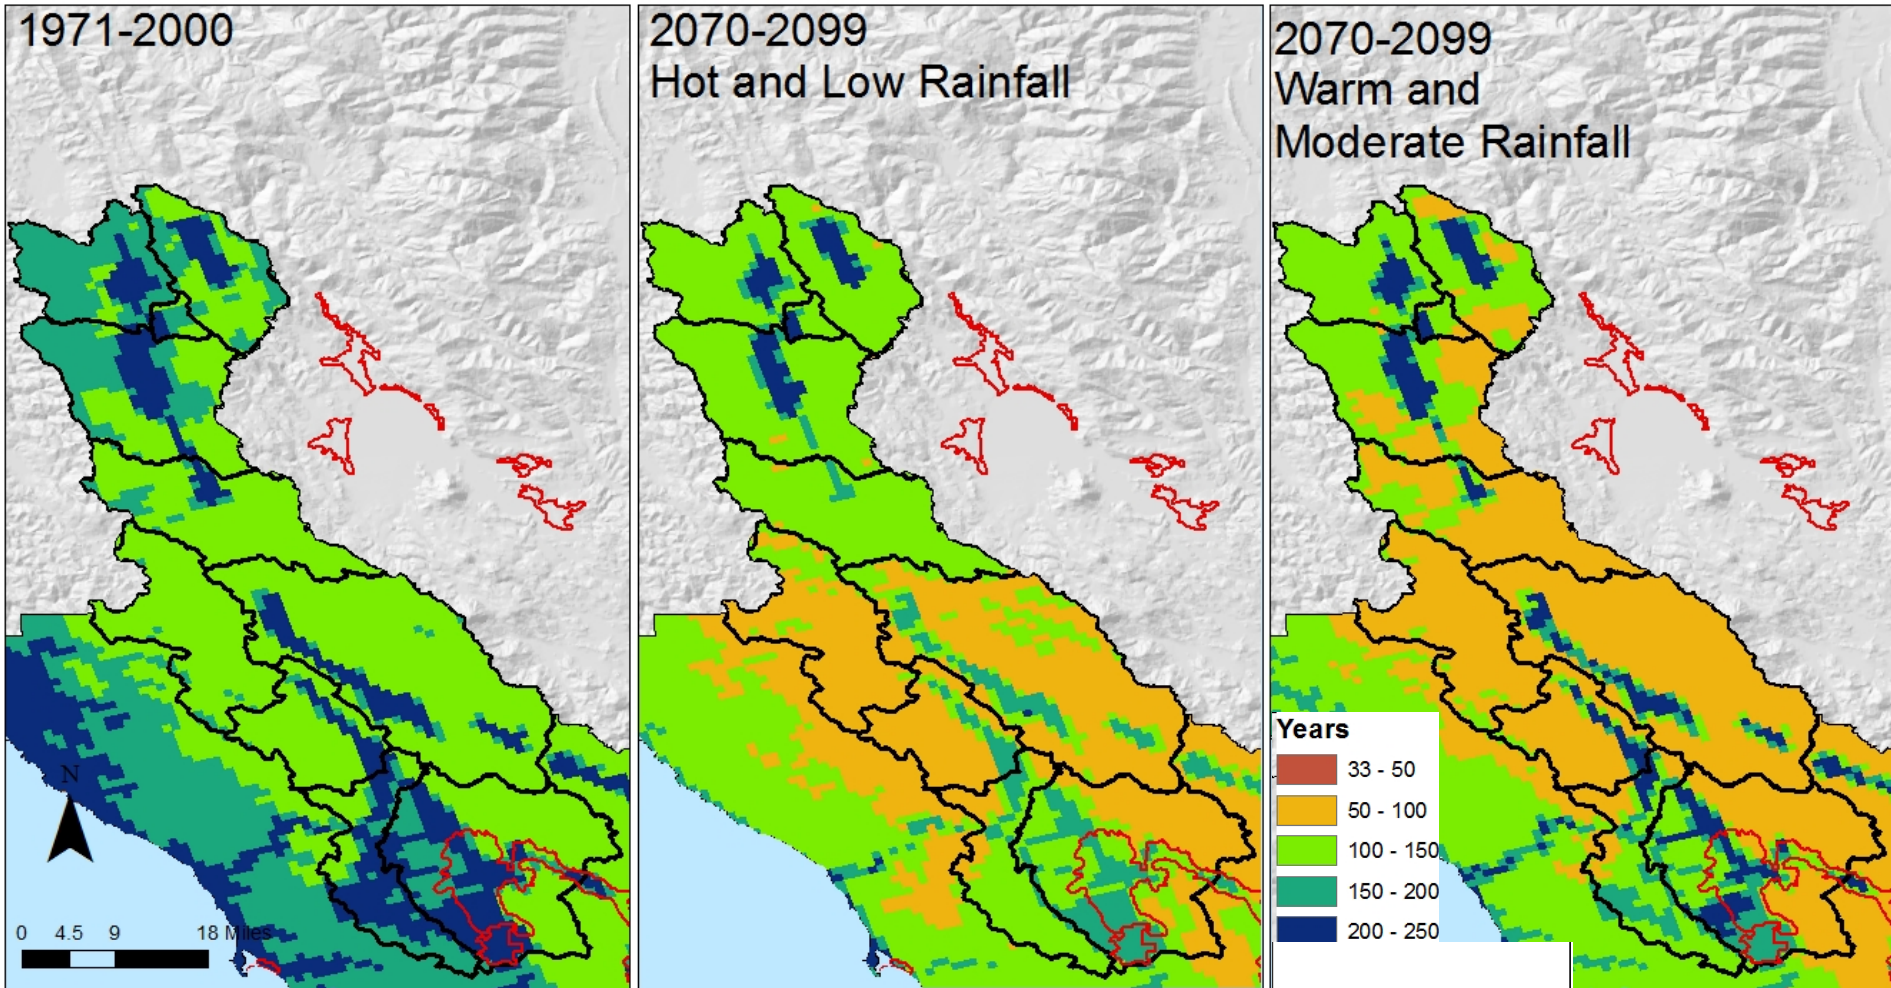 1971-2000
2070-2099
Hot and Low Rainfall
2070-2099
Warm and
Moderate Rainfall
N
0 4.5 9 18 Miles
Years
33 - 50
50 - 100
100 - 150
150 - 200
200 - 250